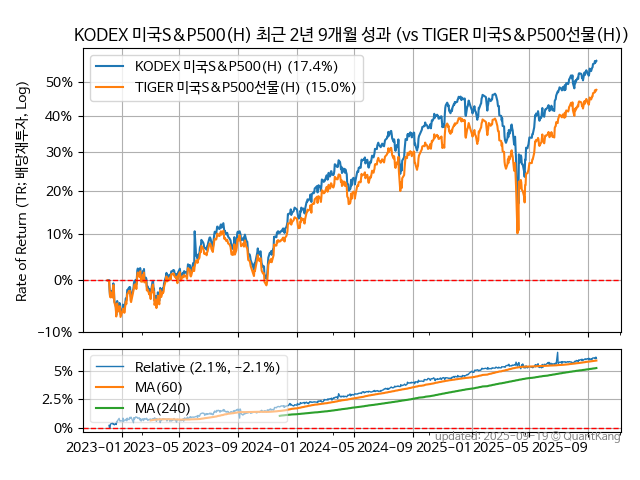 KODEX 미국S&P500(H) 최근 2년 9개월 성과 (vs TIGER 미국S&P500선물(H))
Rate of Return (TR: 배당재투자, Log)
KODEX 미국S&P500(H) (17.4%)
TIGER 미국S&P500선물(H) (15.0%)
50%
40%
30%
20%
10%
0%
−10%
Relative (2.1%, −2.1%)
MA(60)
MA(240)
5%
2.5%
0%
2023−01 2023−05 2023−09 2024−01 2024−05 2024−09 2025−01 2025−05 2025−09
updated: 2025−09−19 © QuantKang